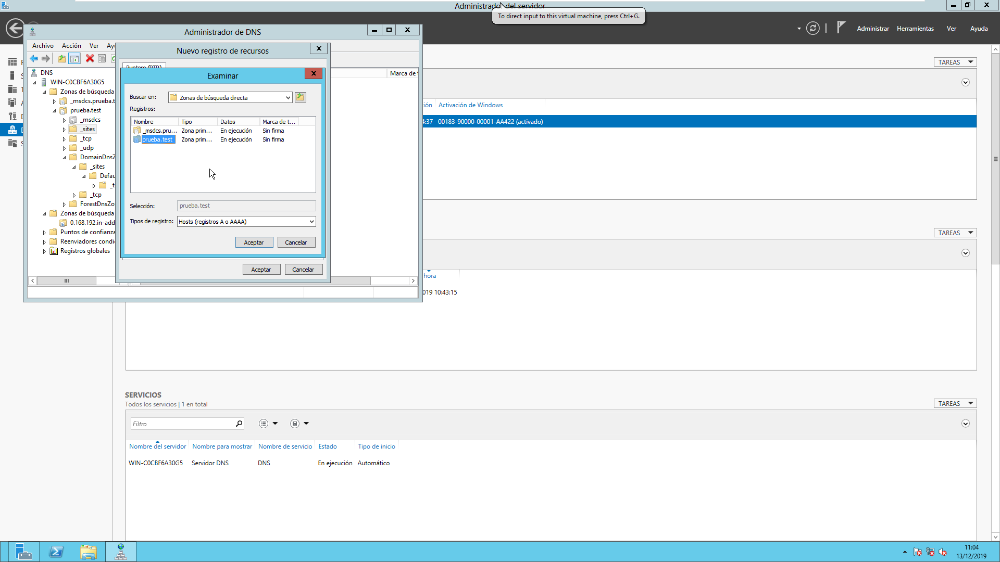 Administrador del servidor
To direct input to this virtual machine, press Ctrl+G.
Administrar Herramientas Ver Ayuda
Administrador de DNS
Archivo Acción Ver
Nuevo registro de recursos
Examinar
Buscar en: Zonas de búsqueda directa
Registros:
Nombre Tipo Datos Marca de t...
_msdcs.pru... Zona prim... En ejecución Sin firma
prueba.test Zona prim... En ejecución Sin firma
Selección: prueba.test
Tipos de registro: Hosts (registros A o AAAA)
Aceptar Cancelar
Aceptar Cancelar
DNS
WIN-C0CBF6A30G5
Zonas de búsqueda
_msdcs.prueba.t
prueba.test
_msdcs
_sites
_tcp
_udp
DomainDnsZ
_sites
Defau
_t
_tcp
ForestDnsZo
Zonas de búsqueda
0.168.192.in-add
Puntos de confianza
Reenviadores condi
Registros globales
Marca de
TAREAS
Activación de Windows
4:37 00183-90000-00001-AA422 (activado)
TAREAS
hora
019 10:43:15
SERVICIOS
Todos los servicios | 1 en total
TAREAS
Filtro
Nombre del servidor Nombre para mostrar Nombre de servicio Estado Tipo de inicio
WIN-C0CBF6A30G5 Servidor DNS DNS En ejecución Automático
11:04
13/12/2019